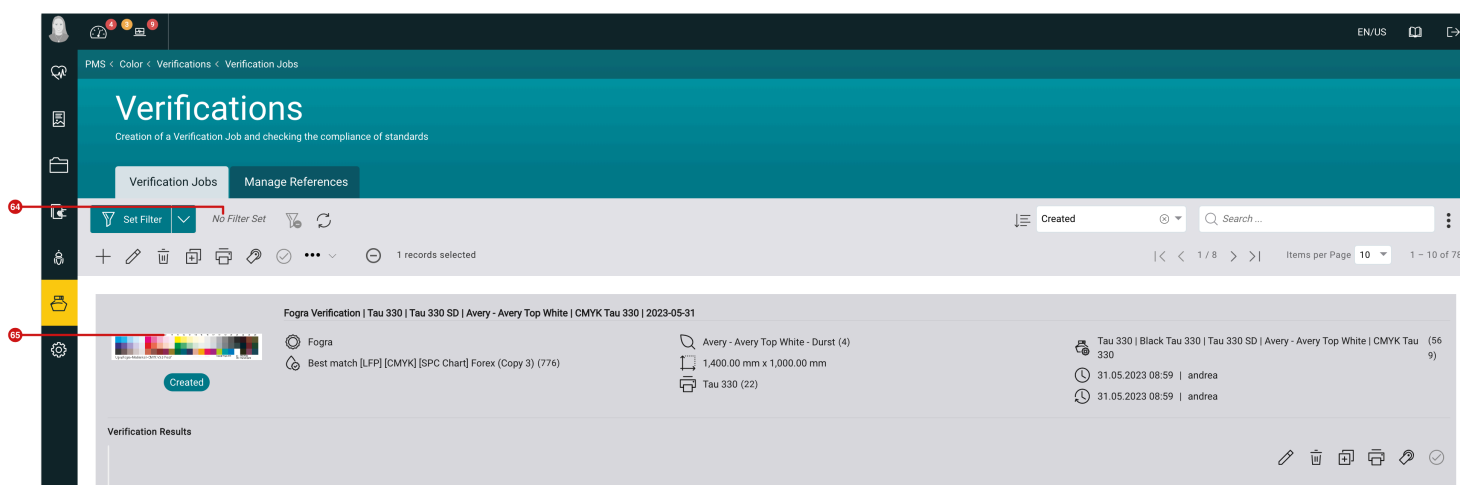 4 3 9
EN/US
PMS < Color < Verifications < Verification Jobs
Verifications
Creation of a Verification Job and checking the compliance of standards
Verification Jobs Manage References
64
Set Filter No Filter Set Created Search ...
1 records selected 1 / 8 Items per Page 10 1 – 10 of 78
Fogra Verification | Tau 330 | Tau 330 SD | Avery - Avery Top White | CMYK Tau 330 | 2023-05-31
65
Fogra Avery - Avery Top White - Durst (4) Tau 330 | Black Tau 330 | Tau 330 SD | Avery - Avery Top White | CMYK Tau (56
330 9)
Best match [LFP] [CMYK] [SPC Chart] Forex (Copy 3) (776) 1,400.00 mm x 1,000.00 mm
Created Tau 330 (22) 31.05.2023 08:59 | andrea
31.05.2023 08:59 | andrea
Verification Results